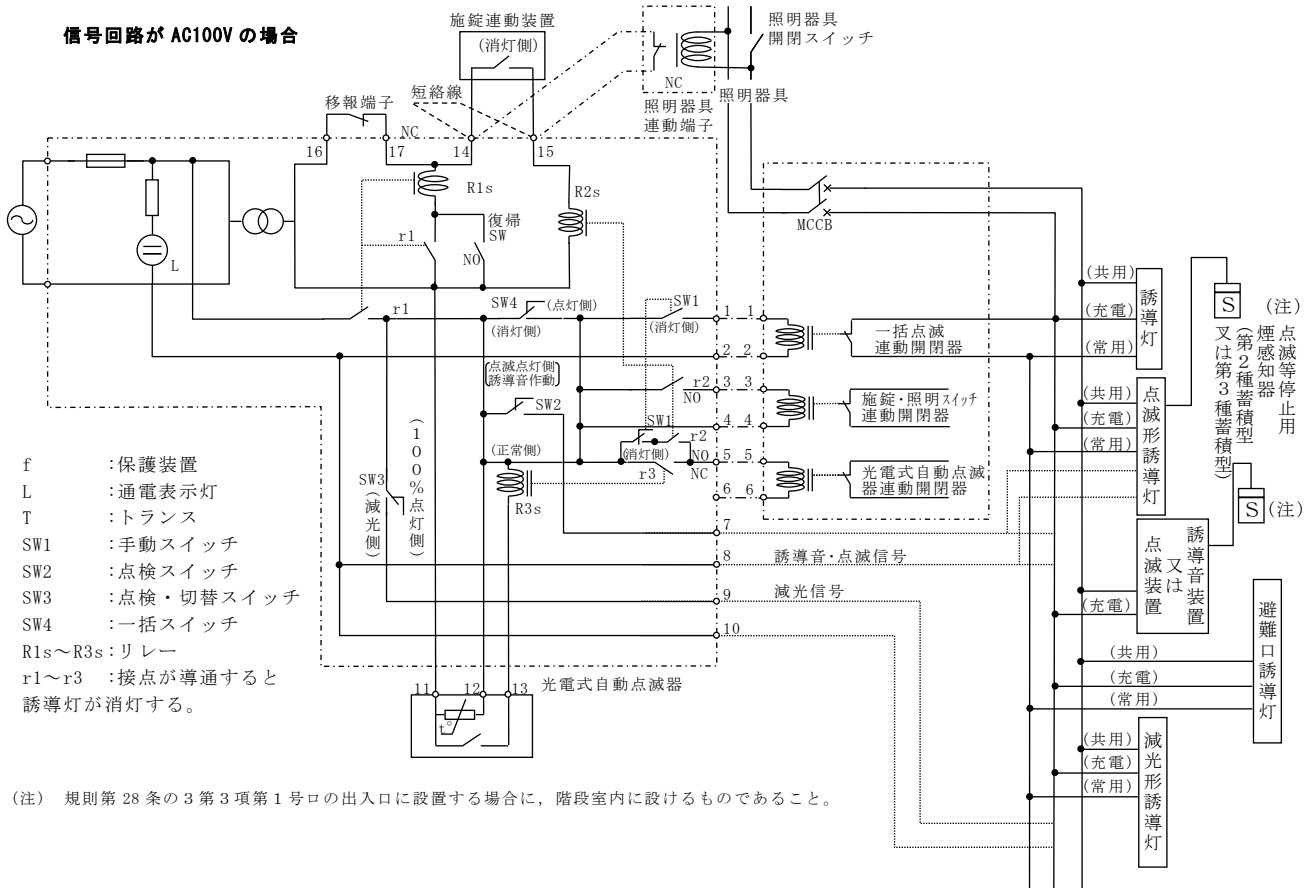 信号回路が AC100V の場合
施錠連動装置
(消灯側)
照明器具
開閉スイッチ
NC
照明器具
連動端子
照明器具
移報端子
短絡線
NC
16
17
14
15
R1s
R2s
r1
復帰
SW
NO
L
MCCB
r1
SW4
(点灯側)
(消灯側)
SW1
(消灯側)
1 1
2 2
一括点滅
連動開閉器
点滅点灯側
誘導音作動
SW2
r2
NO
3 3
4 4
施錠・照明スイッチ
連動開閉器
SW1
(消灯側)
r2
NO
NC
r3
5 5
6 6
光電式自動点滅
器連動開閉器
(正常側)
R3s
SW3
(減光側)
(100%点灯側)
7
8
誘導音・点滅信号
9
減光信号
10
11
12
13
光電式自動点滅器
t°
(共用)
(充電)
(常用)
誘導灯
S
(注)
点滅等停止用
煙感知器
(第2種蓄積型
又は第3種蓄積型)
(共用)
(充電)
(常用)
点滅形誘導灯
S
(注)
誘導音装置
又は
点滅装置
(充電)
(共用)
(充電)
(常用)
避難口誘導灯
(共用)
(充電)
(常用)
減光形誘導灯
f :保護装置
L :通電表示灯
T :トランス
SW1 :手動スイッチ
SW2 :点検スイッチ
SW3 :点検・切替スイッチ
SW4 :一括スイッチ
R1s～R3s:リレー
r1～r3 :接点が導通すると
誘導灯が消灯する。
(注) 規則第 28 条の3第3項第1号ロの出入口に設置する場合に，階段室内に設けるものであること。